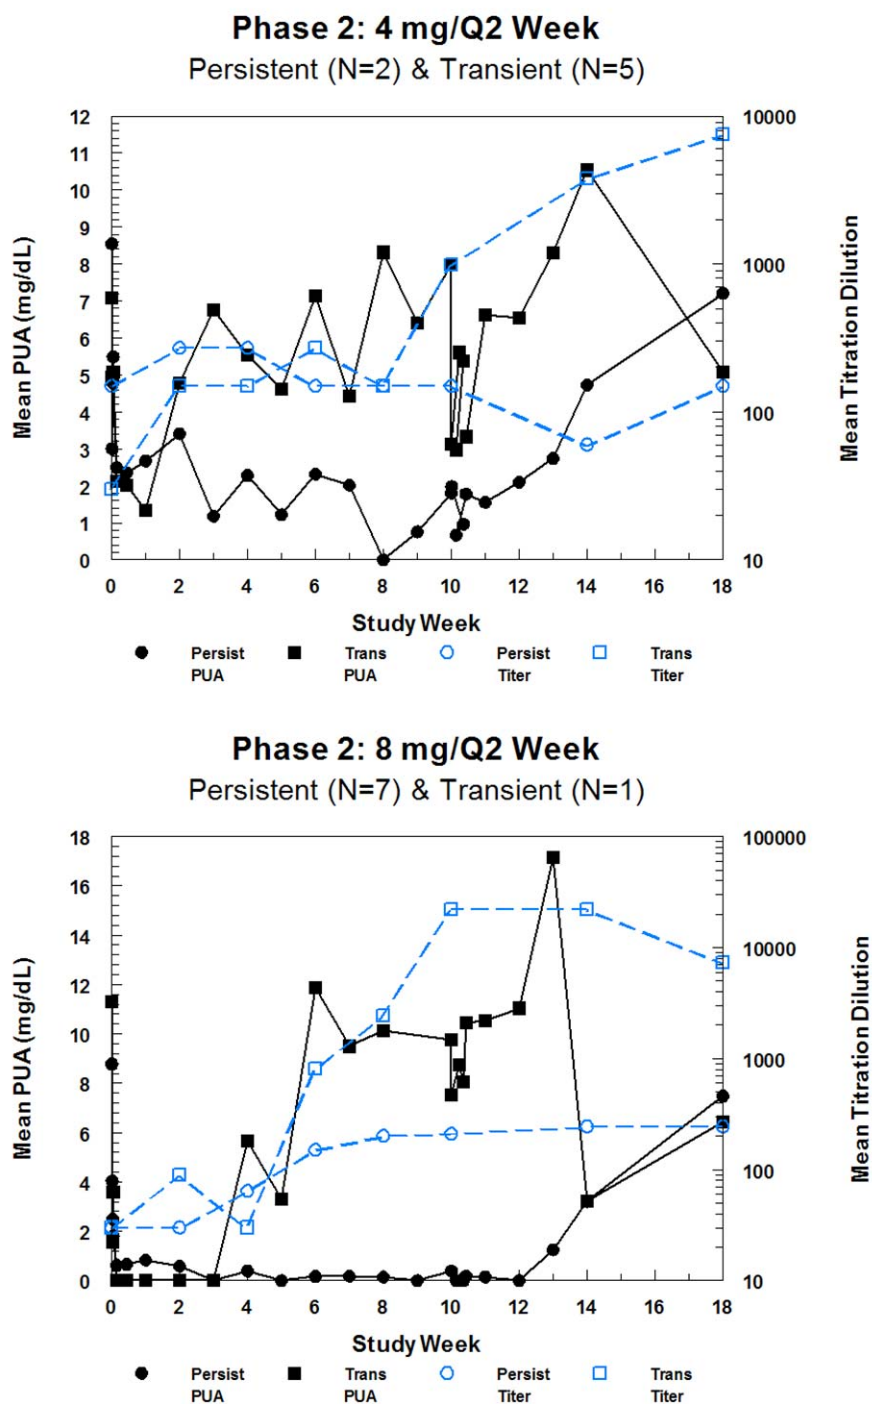 Phase 2: 4 mg/Q2 Week
Persistent (N=2) & Transient (N=5)
12
11
10
9
8
7
6
5
4
3
2
1
0
Mean PUA (mg/dL)
10000
1000
100
10
Mean Titration Dilution
0 2 4 6 8 10 12 14 16 18
Study Week
Persist Trans Persist Trans
PUA PUA Titer Titer
Phase 2: 8 mg/Q2 Week
Persistent (N=7) & Transient (N=1)
18
16
14
12
10
8
6
4
2
0
Mean PUA (mg/dL)
100000
10000
1000
100
10
Mean Titration Dilution
0 2 4 6 8 10 12 14 16 18
Study Week
Persist Trans Persist Trans
PUA PUA Titer Titer